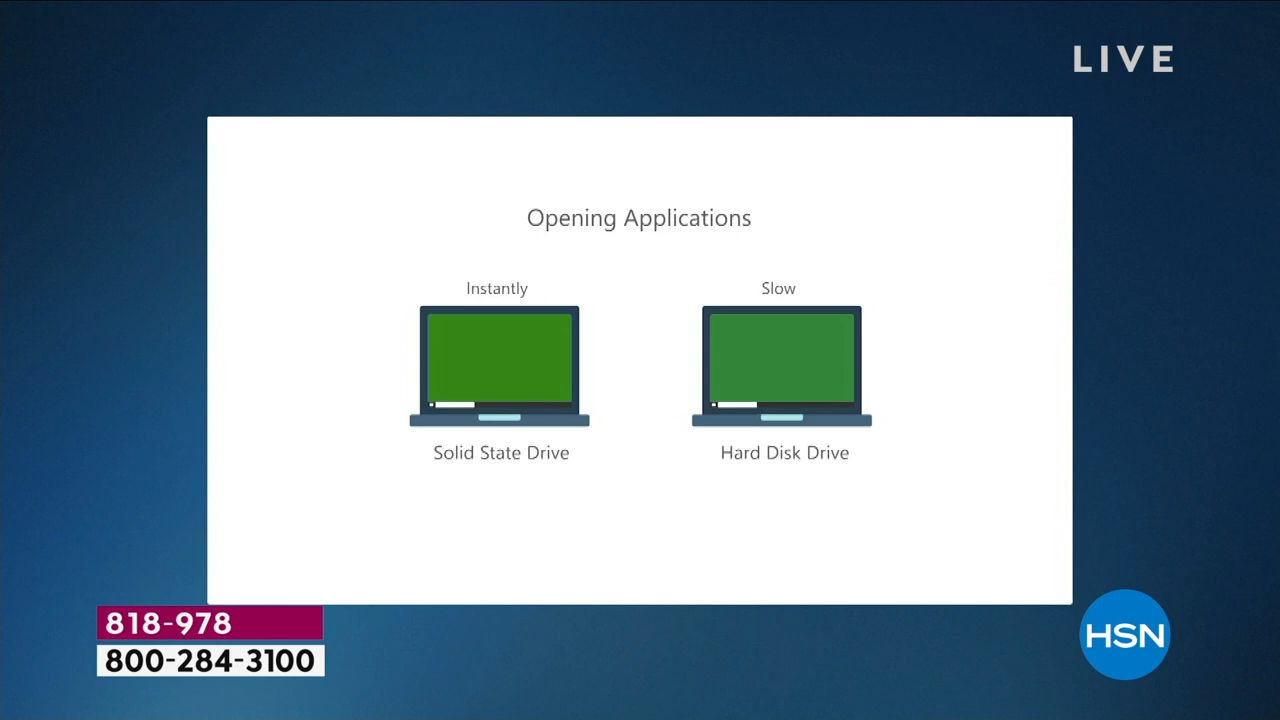 LIVE
Opening Applications
Instantly
Slow
Solid State Drive
Hard Disk Drive
818-978
800-284-3100
HSN